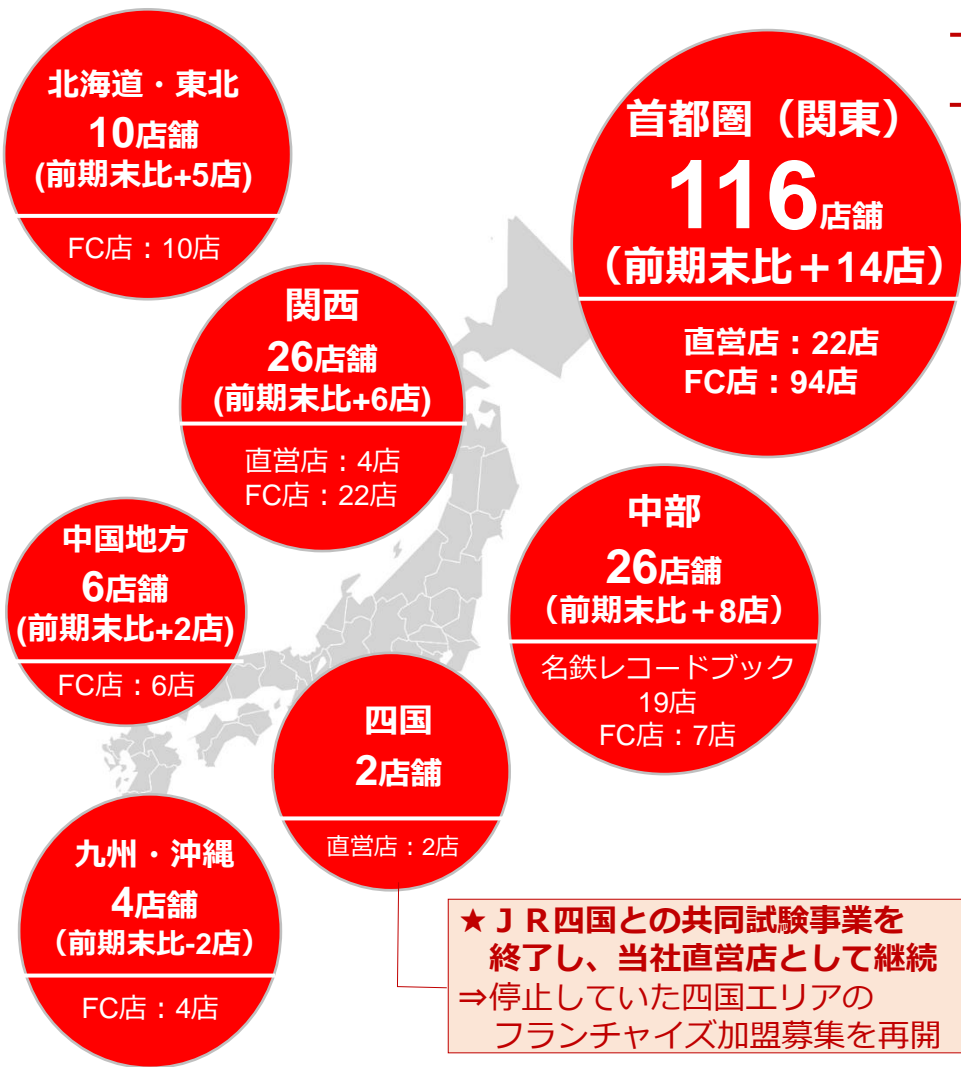 北海道・東北
10店舗
(前期末比+5店)
FC店：10店
首都圏（関東）
116店舗
（前期末比＋14店）
直営店：22店
FC店：94店
関西
26店舗
(前期末比+6店)
直営店：4店
FC店：22店
中部
26店舗
（前期末比＋8店）
名鉄レコードブック
19店
FC店：7店
中国地方
6店舗
(前期末比+2店)
FC店：6店
四国
2店舗
直営店：2店
九州・沖縄
4店舗
（前期末比-2店）
FC店：4店
★ＪＲ四国との共同試験事業を
終了し、当社直営店として継続
⇒停止していた四国エリアの
フランチャイズ加盟募集を再開